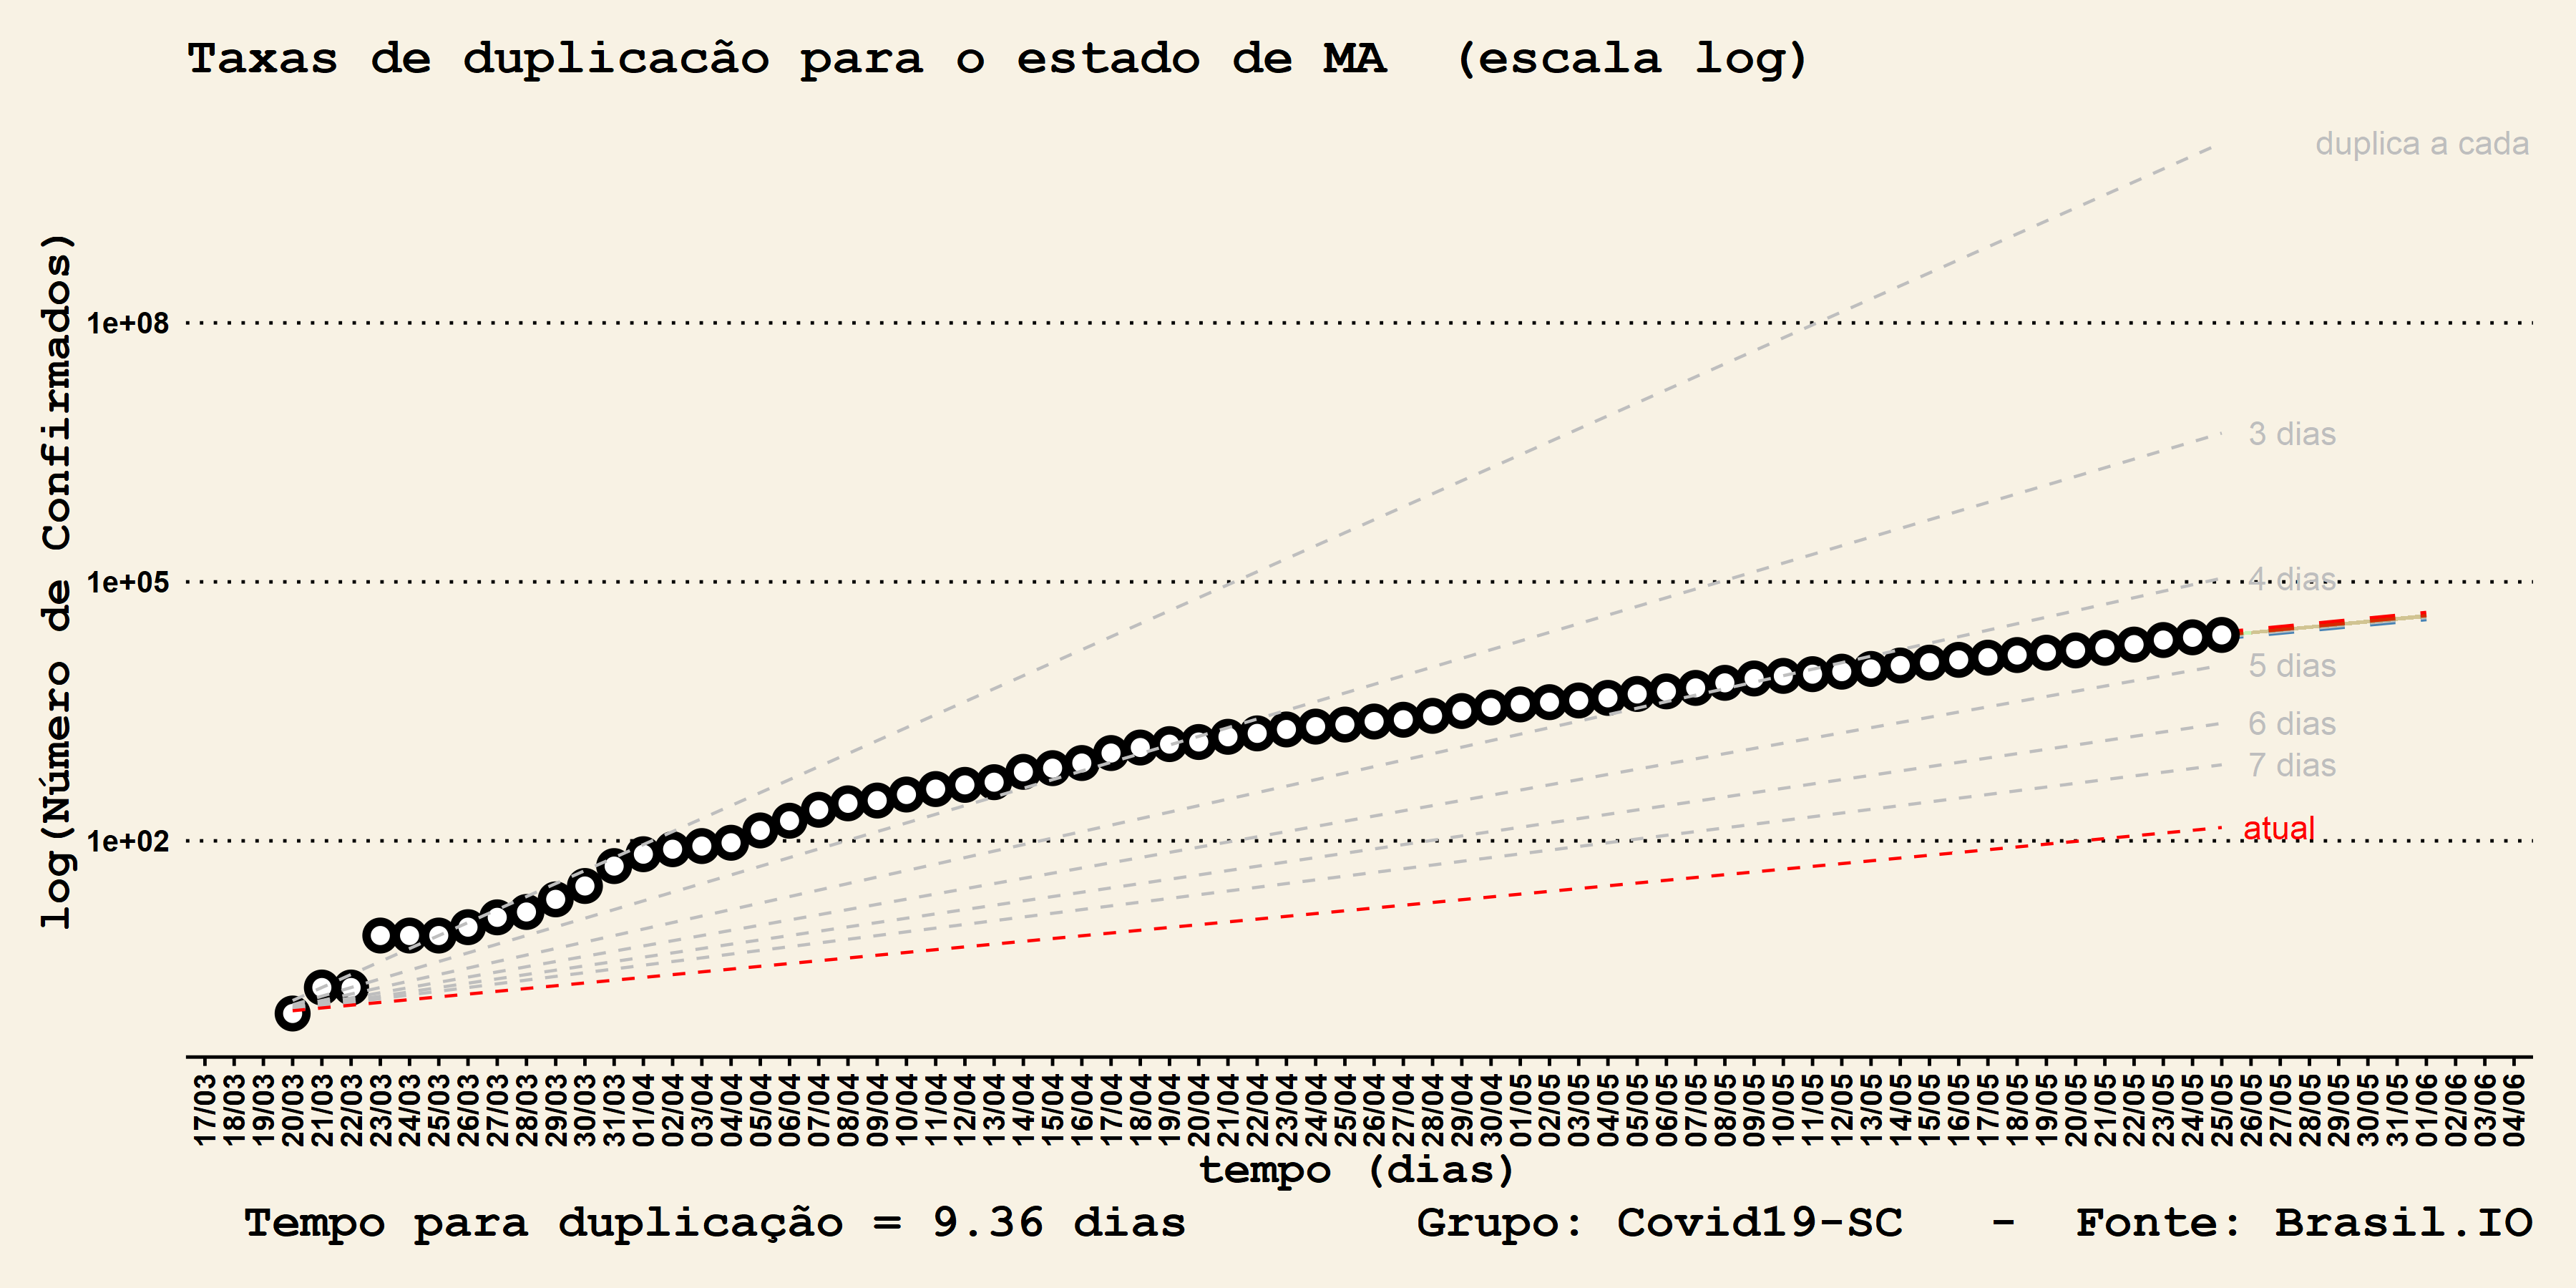 Taxas de duplicacão para o estado de MA  (escala log)
duplica a cada
log(Número de Confirmados)
1e+08
3 dias
1e+05
4 dias
5 dias
6 dias
7 dias
1e+02
atual
17/03 18/03 19/03 20/03 21/03 22/03 23/03 24/03 25/03 26/03 27/03 28/03 29/03 30/03 31/03 01/04 02/04 03/04 04/04 05/04 06/04 07/04 08/04 09/04 10/04 11/04 12/04 13/04 14/04 15/04 16/04 17/04 18/04 19/04 20/04 21/04 22/04 23/04 24/04 25/04 26/04 27/04 28/04 29/04 30/04 01/05 02/05 03/05 04/05 05/05 06/05 07/05 08/05 09/05 10/05 11/05 12/05 13/05 14/05 15/05 16/05 17/05 18/05 19/05 20/05 21/05 22/05 23/05 24/05 25/05 26/05 27/05 28/05 29/05 30/05 31/05 01/06 02/06 03/06 04/06
tempo (dias)
Tempo para duplicação = 9.36 dias        Grupo: Covid19-SC   -  Fonte: Brasil.IO